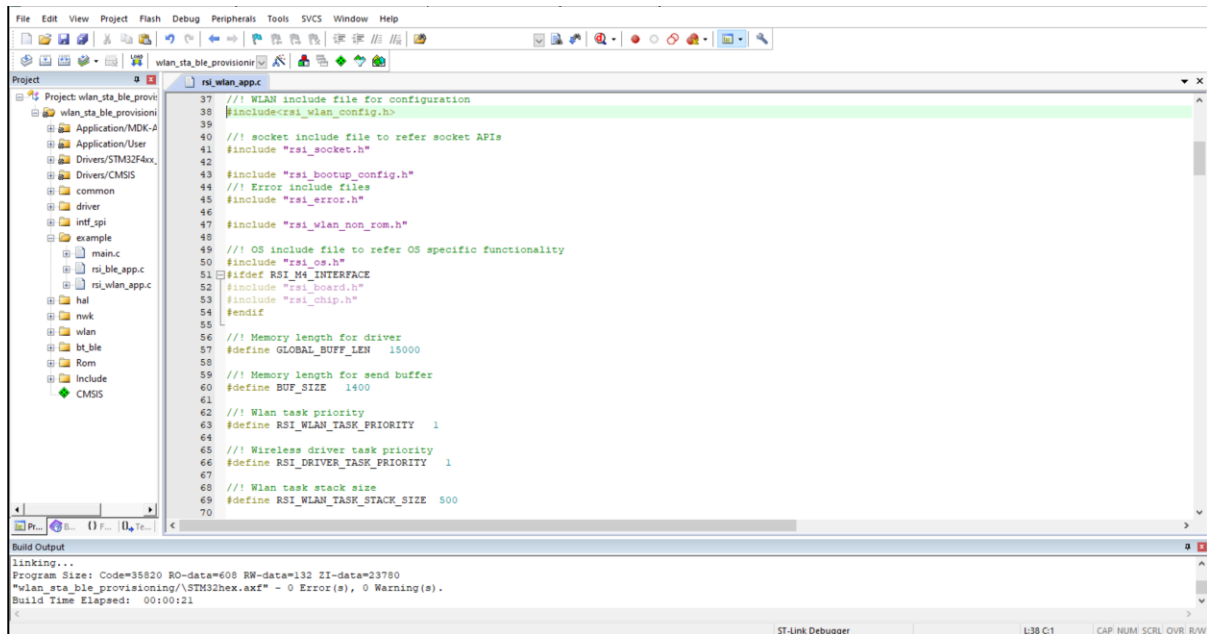 File Edit View Project Flash Debug Peripherals Tools SVCS Window Help
LOAD wlan_sta_ble_provisionir
Project
rsi_wlan_app.c
Project: wlan_sta_ble_provi:
wlan_sta_ble_provisioni
Application/MDK-A
Application/User
Drivers/STM32F4xx_
Drivers/CMSIS
common
driver
intf_spi
example
main.c
rsi_ble_app.c
rsi_wlan_app.c
hal
nwk
wlan
bt_ble
Rom
Include
CMSIS
Pr... B... {} F... 0 Te...
37 //! WLAN include file for configuration
38 #include<rsi_wlan_config.h>
39
40 //! socket include file to refer socket APIs
41 #include "rsi_socket.h"
42
43 #include "rsi_bootup_config.h"
44 //! Error include files
45 #include "rsi_error.h"
46
47 #include "rsi_wlan_non_rom.h"
48
49 //! OS include file to refer OS specific functionality
50 #include "rsi_os.h"
51 #ifdef RSI_M4_INTERFACE
52 #include "rsi_board.h"
53 #include "rsi_chip.h"
54 #endif
55
56 //! Memory length for driver
57 #define GLOBAL_BUFF_LEN 15000
58
59 //! Memory length for send buffer
60 #define BUF_SIZE 1400
61
62 //! Wlan task priority
63 #define RSI_WLAN_TASK_PRIORITY 1
64
65 //! Wireless driver task priority
66 #define RSI_DRIVER_TASK_PRIORITY 1
67
68 //! Wlan task stack size
69 #define RSI_WLAN_TASK_STACK_SIZE 500
70
Build Output
linking...
Program Size: Code=35820 RO-data=608 RW-data=132 ZI-data=23780
"wlan_sta_ble_provisioning/\STM32hex.axf" - 0 Error(s), 0 Warning(s).
Build Time Elapsed: 00:00:21
ST-Link Debugger L:38 C:1 CAP NUM SCRL OVR R/W